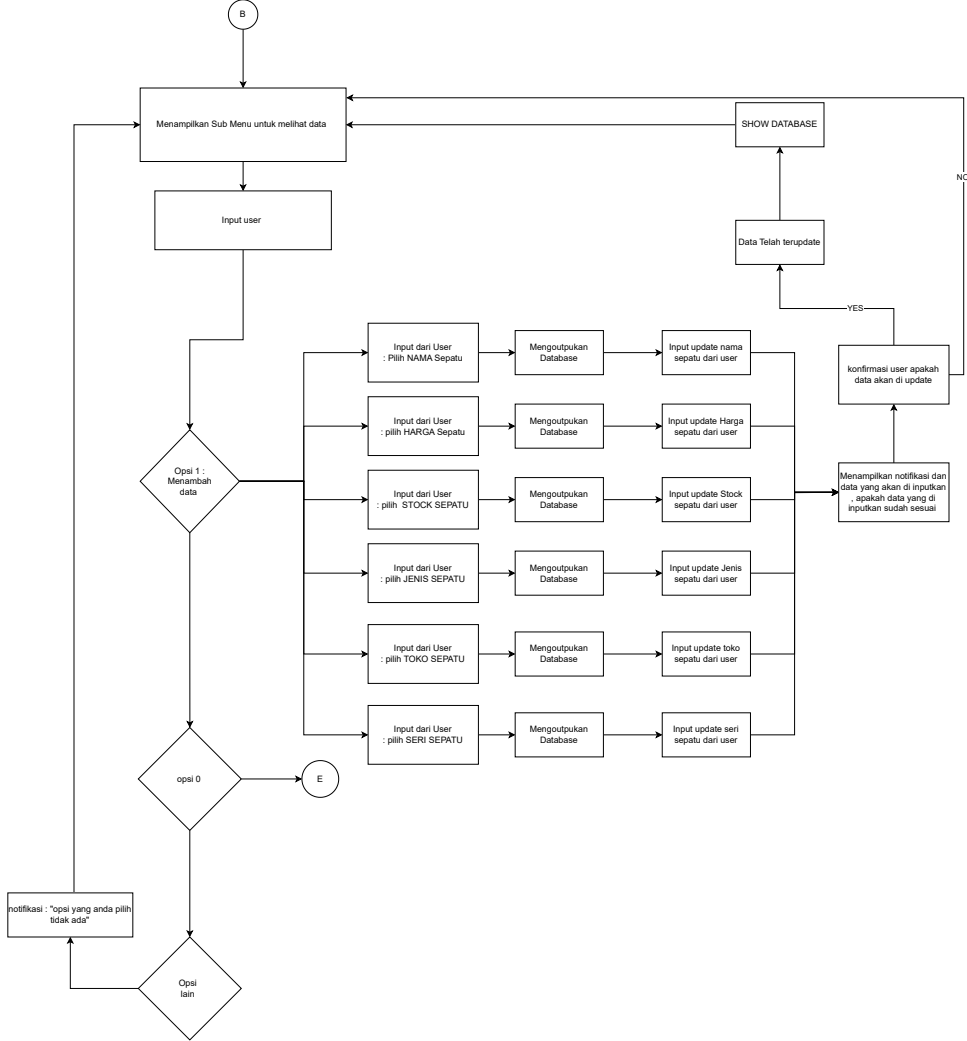 B
Menampilkan Sub Menu untuk melihat data
SHOW DATABASE
NO
Input user
Data Telah terupdate
YES
Input dari User
: Pilih NAMA Sepatu
Mengoutpukan
Database
Input update nama
sepatu dari user
konfirmasi user apakah
data akan di update
Input dari User
: pilih HARGA Sepatu
Mengoutpukan
Database
Input update Harga
sepatu dari user
Opsi 1 :
Menambah
data
Input dari User
: pilih  STOCK SEPATU
Mengoutpukan
Database
Input update Stock
sepatu dari user
Menampilkan notifikasi dan
data yang akan di inputkan
, apakah data yang di
inputkan sudah sesuai
Input dari User
: pilih JENIS SEPATU
Mengoutpukan
Database
Input update Jenis
sepatu dari user
Input dari User
: pilih TOKO SEPATU
Mengoutpukan
Database
Input update toko
sepatu dari user
Input dari User
: pilih SERI SEPATU
Mengoutpukan
Database
Input update seri
sepatu dari user
opsi 0
E
notifikasi : "opsi yang anda pilih
tidak ada"
Opsi
lain